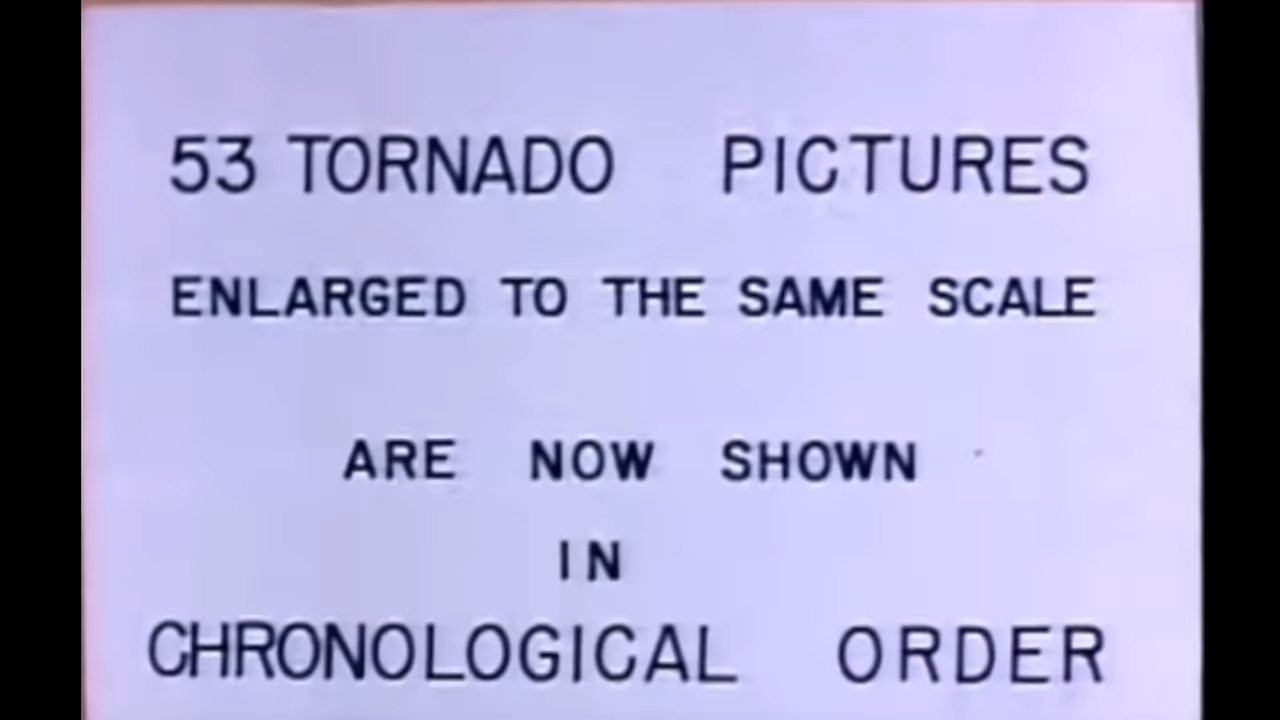 53 TORNADO PICTURES
ENLARGED TO THE SAME SCALE
ARE NOW SHOWN
IN
CHRONOLOGICAL ORDER